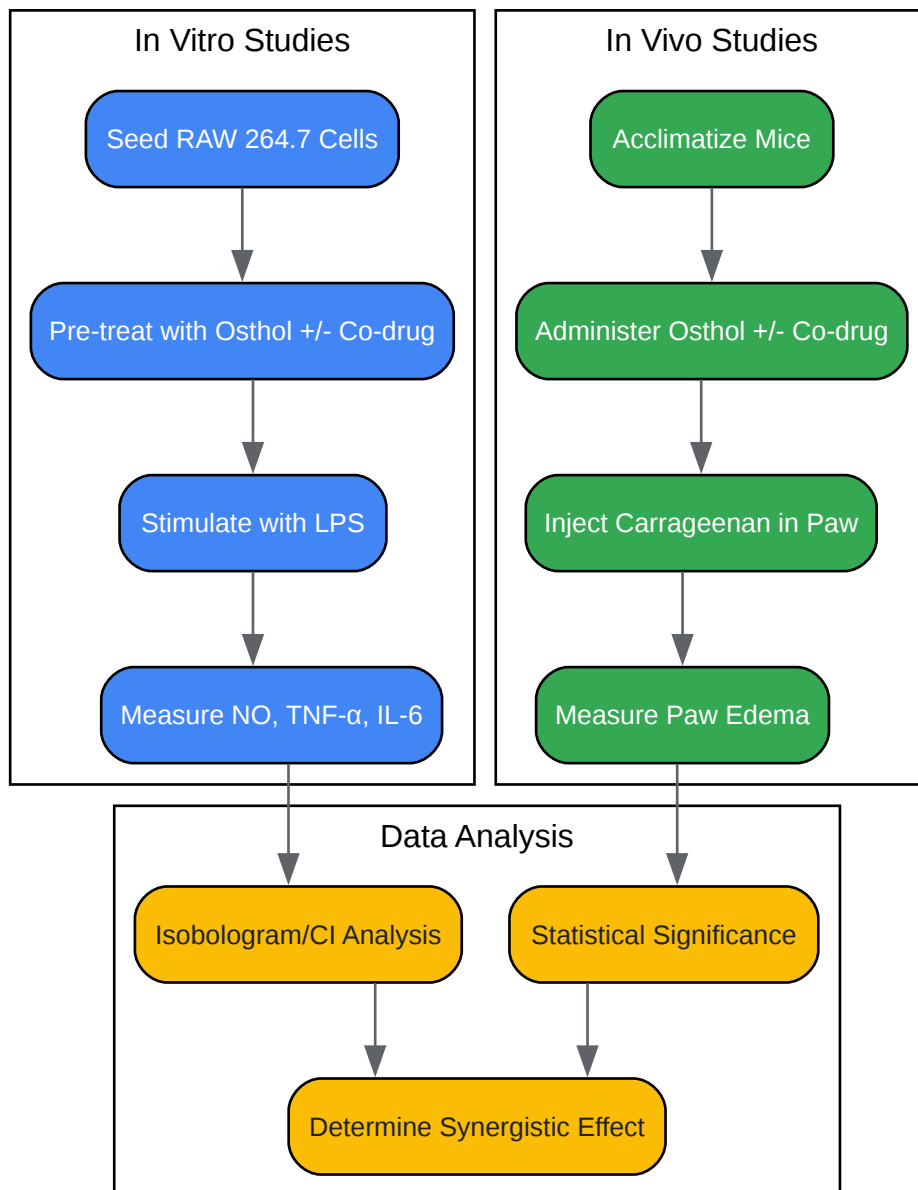 In Vitro Studies
Seed RAW 264.7 Cells
Pre-treat with Osthol +/- Co-drug
Stimulate with LPS
Measure NO, TNF-α, IL-6
In Vivo Studies
Acclimatize Mice
Administer Osthol +/- Co-drug
Inject Carrageenan in Paw
Measure Paw Edema
Data Analysis
Isobologram/CI Analysis
Statistical Significance
Determine Synergistic Effect